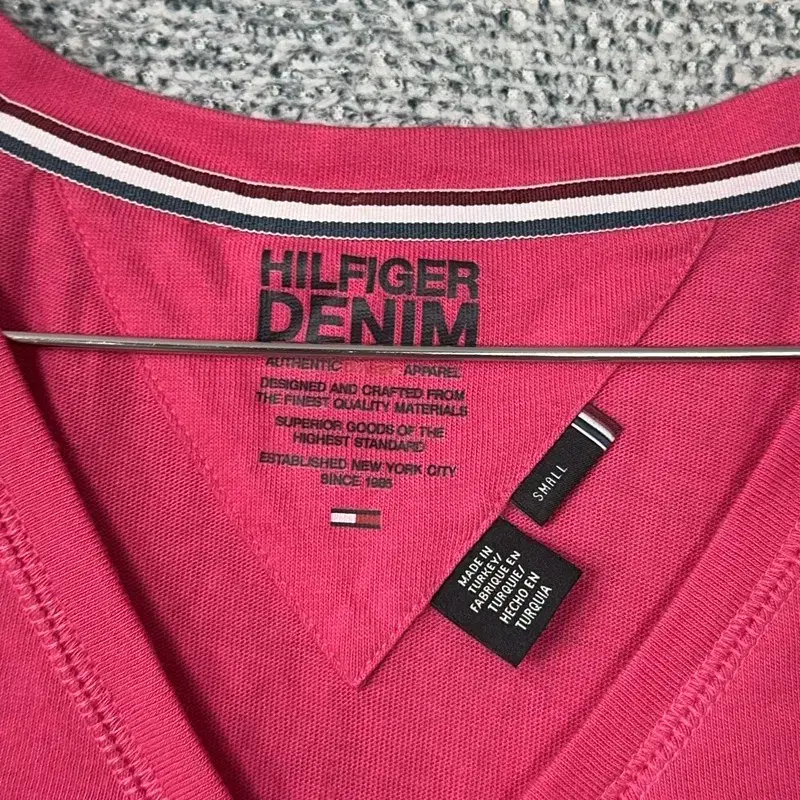 HILFIGER
DENIM
AUTHENTIC APPAREL
DESIGNED AND CRAFTED FROM
THE FINEST QUALITY MATERIALS
SUPERIOR GOODS OF THE
HIGHEST STANDARD
ESTABLISHED NEW YORK CITY
SINCE 1985
SMALL
MADE IN
TURKEY/
FABRIQUE EN
TURQUIE/
HECHO EN
TURQUIA